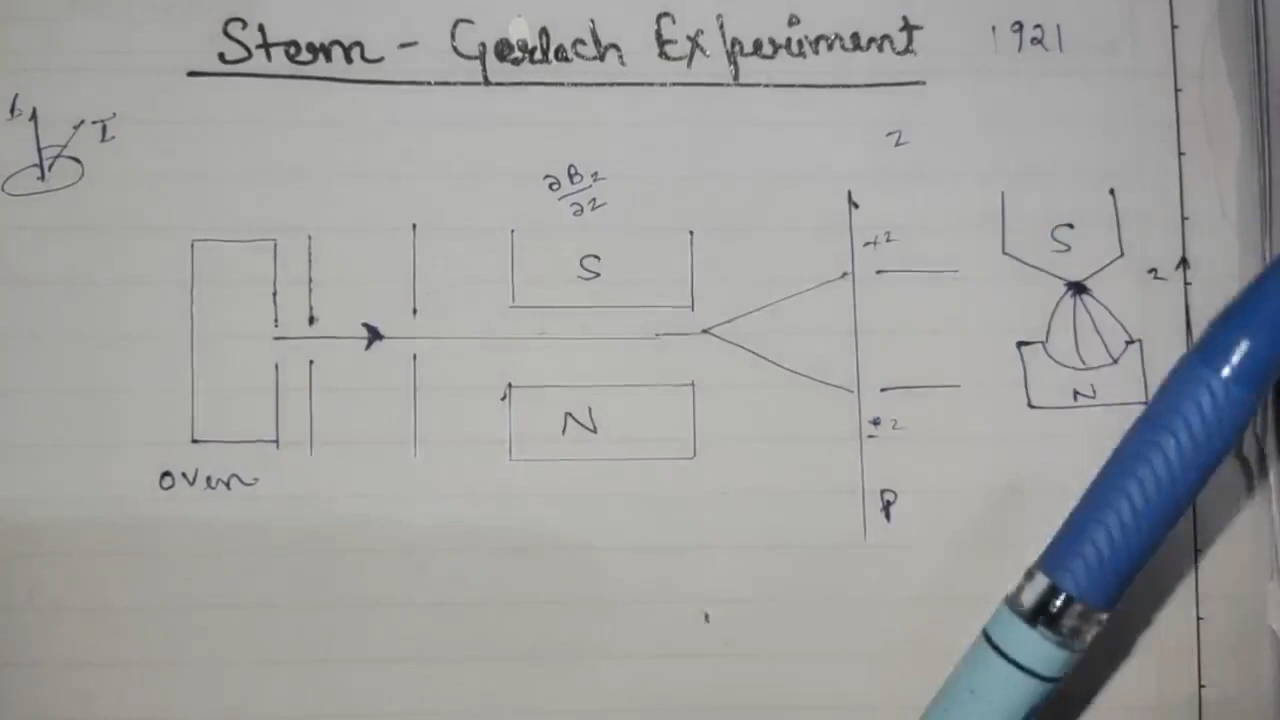 Stern - Gerlach Experiment 1921
L I
z
∂Bz
∂z
S
S
+z
z
N
N
-z
oven
P